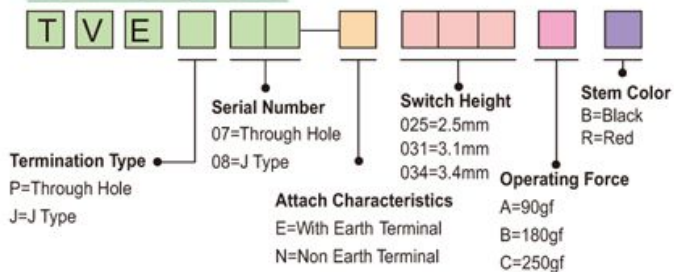 T V E
Termination Type
P=Through Hole
J=J Type
Serial Number
07=Through Hole
08=J Type
Attach Characteristics
E=With Earth Terminal
N=Non Earth Terminal
Switch Height
025=2.5mm
031=3.1mm
034=3.4mm
Operating Force
A=90gf
B=180gf
C=250gf
Stem Color
B=Black
R=Red